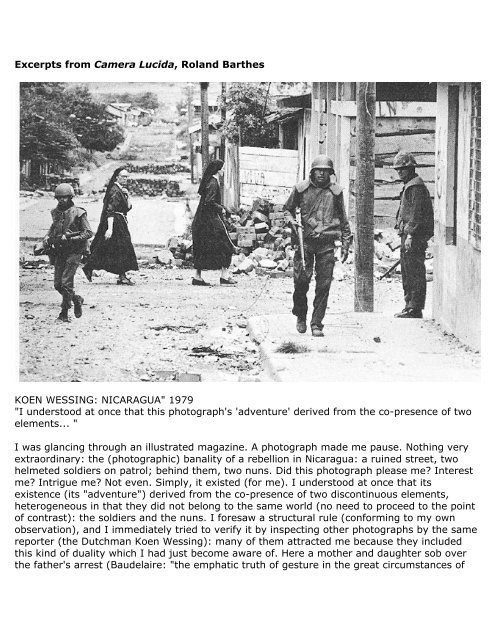 Excerpts from Camera Lucida, Roland Barthes
KOEN WESSING: NICARAGUA" 1979
"I understood at once that this photograph's 'adventure' derived from the co-presence of two
elements... "
I was glancing through an illustrated magazine. A photograph made me pause. Nothing very
extraordinary: the (photographic) banality of a rebellion in Nicaragua: a ruined street, two
helmeted soldiers on patrol; behind them, two nuns. Did this photograph please me? Interest
me? Intrigue me? Not even. Simply, it existed (for me). I understood at once that its
existence (its "adventure") derived from the co-presence of two discontinuous elements,
heterogeneous in that they did not belong to the same world (no need to proceed to the point
of contrast): the soldiers and the nuns. I foresaw a structural rule (conforming to my own
observation), and I immediately tried to verify it by inspecting other photographs by the same
reporter (the Dutchman Koen Wessing): many of them attracted me because they included
this kind of duality which I had just become aware of. Here a mother and daughter sob over
the father's arrest (Baudelaire: "the emphatic truth of gesture in the great circumstances of